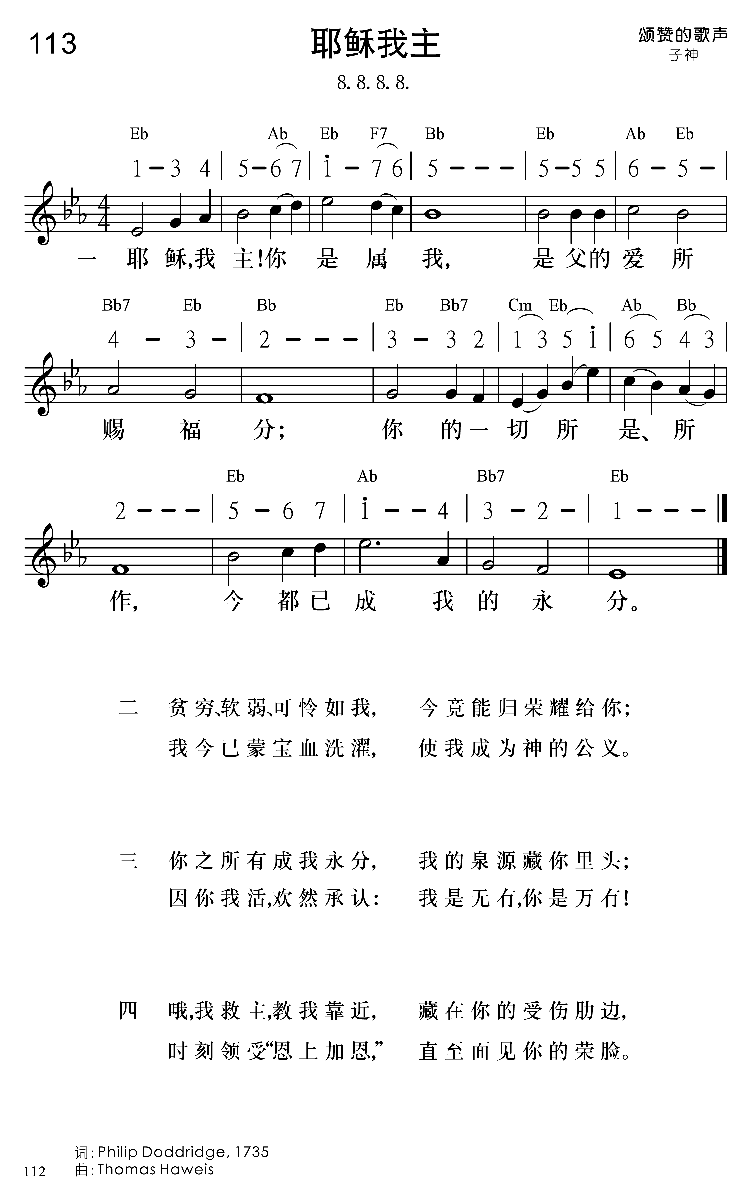 113 耶稣我主 颂赞的歌声
子神
8. 8. 8. 8.
Eb Ab Eb F7 Bb Eb Ab Eb
1 – 3 4 | 5 – 6 7 | 1 – 7 6 | 5 – – – | 5 – 5 5 | 6 – 5 – |
4/4
一 耶稣,我主!你是属我, 是父的爱所
Bb7 Eb Bb Eb Bb7 Cm Eb Ab Bb
4 – 3 – | 2 – – – | 3 – 3 2 | 1 3 5 1 | 6 5 4 3 |
赐福分; 你的一切所是、所
Eb Ab Bb7 Eb
2 – – – | 5 – 6 7 | 1 – – 4 | 3 – 2 – | 1 – – – ‖
作, 今都已成我的永分。
二 贫穷、软弱、可怜如我, 今竟能归荣耀给你;
我今已蒙宝血洗濯, 使我成为神的公义。
三 你之所有成我永分, 我的泉源藏你里头;
因你我活,欢然承认: 我是无有,你是万有!
四 哦,我救主,教我靠近, 藏在你的受伤肋边,
时刻领受“恩上加恩,” 直至面见你的荣脸。
词: Philip Doddridge, 1735
112 曲: Thomas Haweis